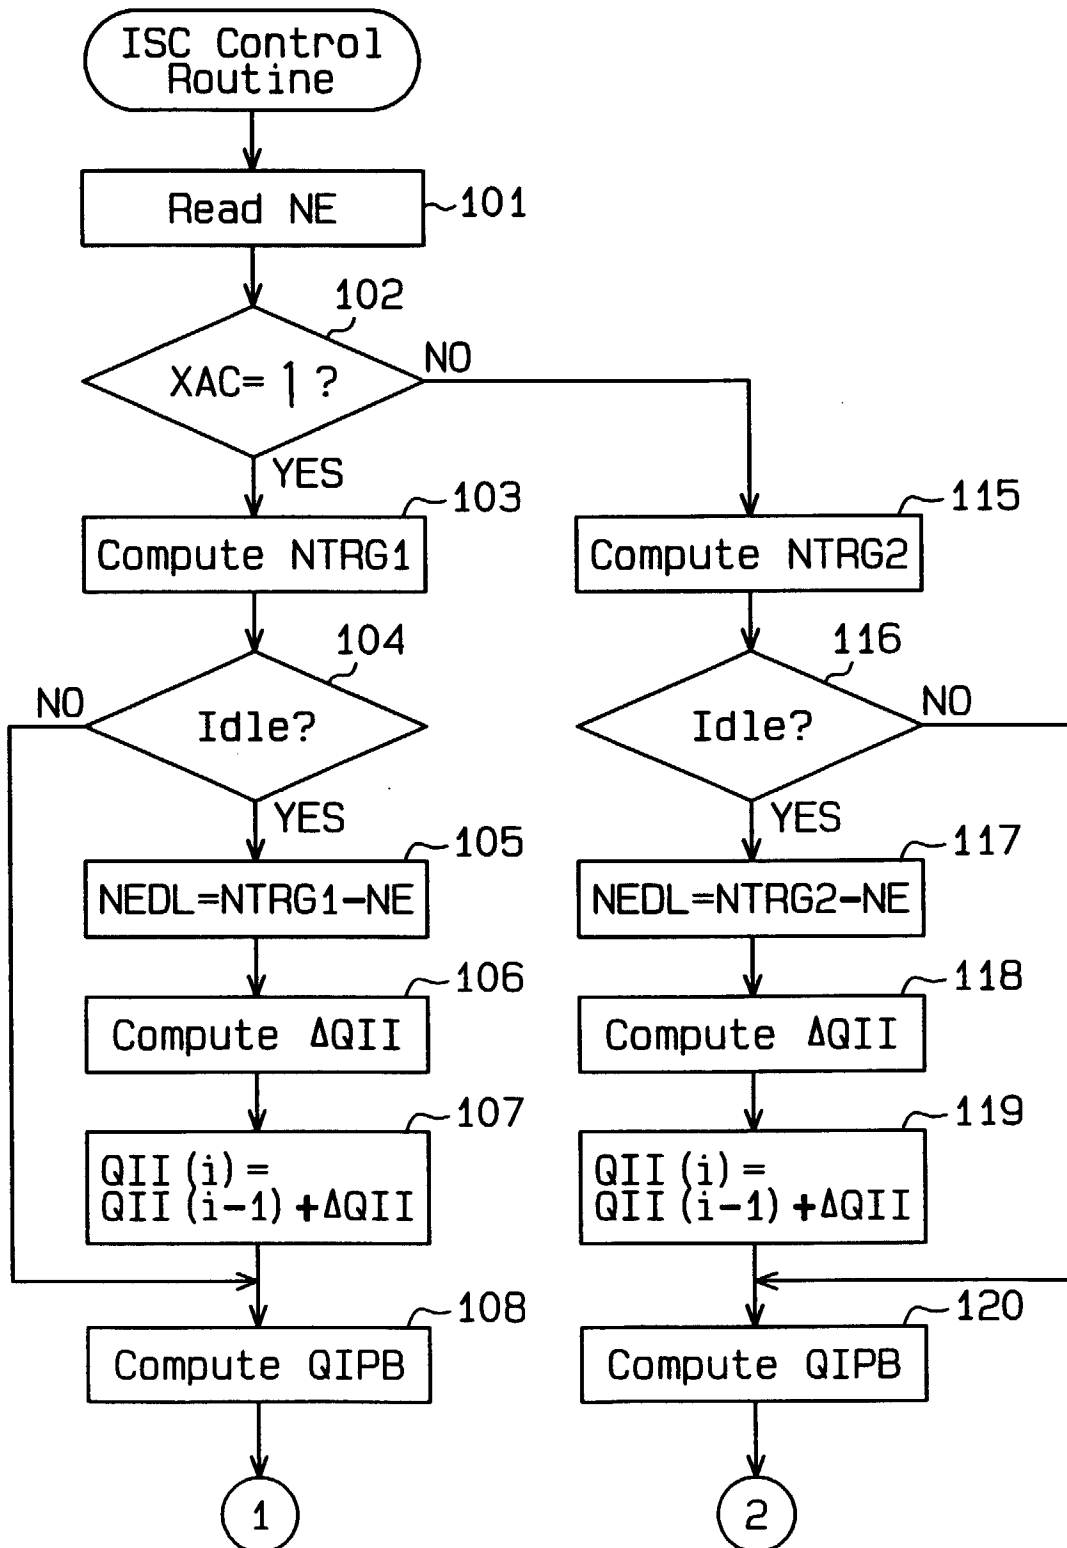 ISC Control
Routine
Read NE
101
102
XAC= 1 ?
NO
YES
103
Compute NTRG1
115
Compute NTRG2
104
NO
Idle?
YES
116
Idle?
NO
YES
105
NEDL=NTRG1-NE
117
NEDL=NTRG2-NE
106
Compute ΔQII
118
Compute ΔQII
107
QII (i) =
QII (i-1) +ΔQII
119
QII (i) =
QII (i-1) +ΔQII
108
Compute QIPB
120
Compute QIPB
1
2